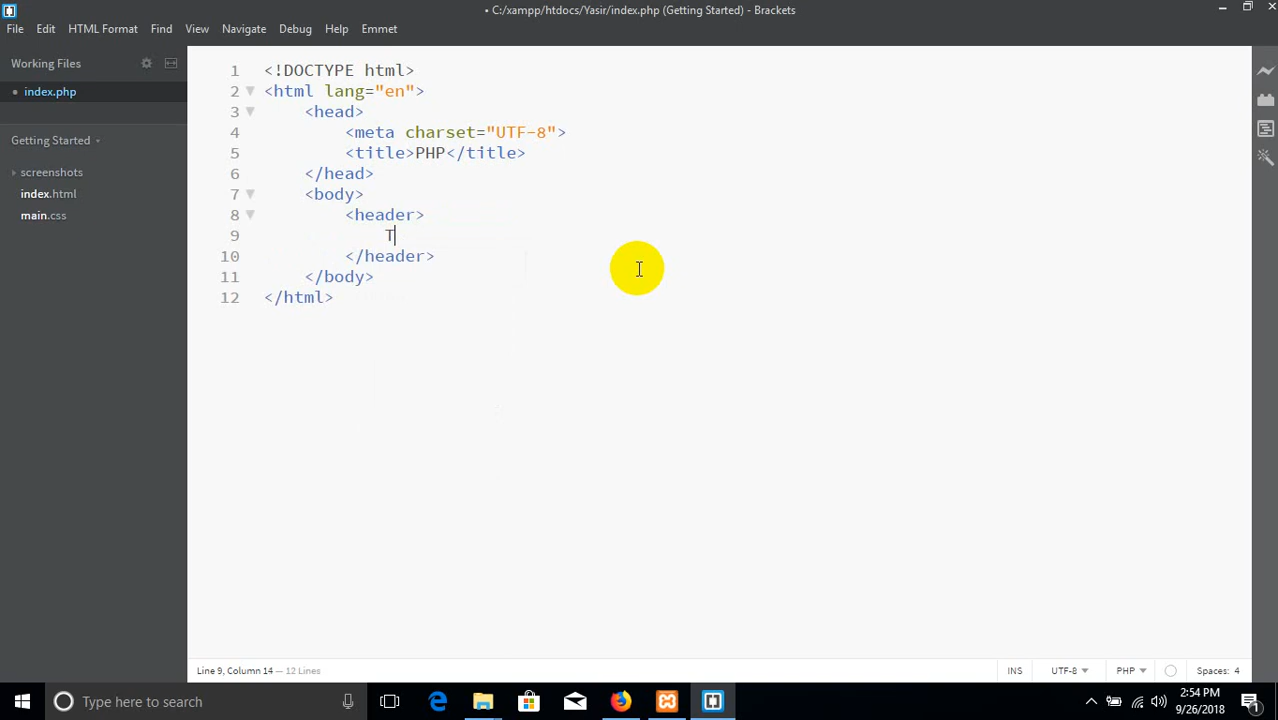 • C:/xampp/htdocs/Yasir/index.php (Getting Started) - Brackets
File Edit HTML Format Find View Navigate Debug Help Emmet
Working Files
index.php
Getting Started
screenshots
index.html
main.css
1 <!DOCTYPE html>
2 <html lang="en">
3 <head>
4 <meta charset="UTF-8">
5 <title>PHP</title>
6 </head>
7 <body>
8 <header>
9 T
10 </header>
11 </body>
12 </html>
Line 9, Column 14 — 12 Lines
INS UTF-8 PHP Spaces: 4
Type here to search
2:54 PM
9/26/2018
1